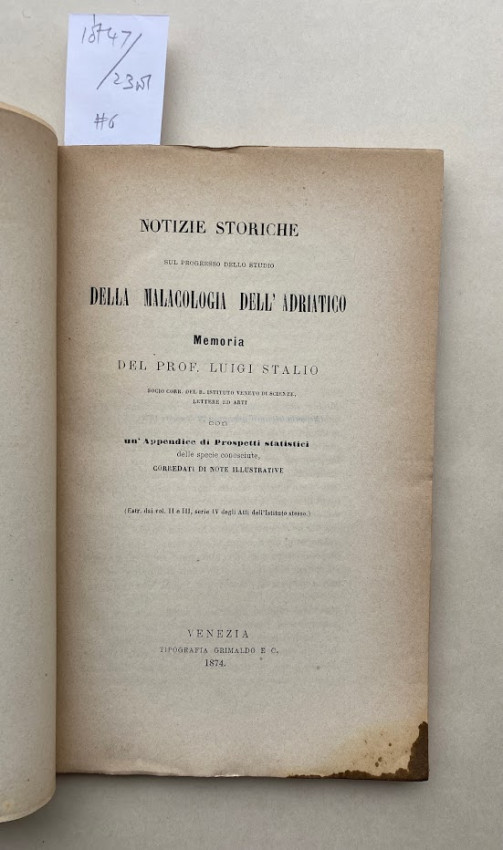 18747/
23 
#6
NOTIZIE STORICHE
SUL PROGRESSO DELLO STUDIO
DELLA MALACOLOGIA DELL' ADRIATICO
Memoria
DEL PROF. LUIGI STALIO
SOCIO CORR. DEL R. ISTITUTO VENETO DI SCIENZE,
LETTERE ED ARTI
CON
un' Appendice di Prospetti statistici
delle specie conosciute,
CORREDATI DI NOTE ILLUSTRATIVE
(Estr. dai vol. II e III, serie IV degli Atti dell'Istituto stesso.)
VENEZIA
TIPOGRAFIA GRIMALDO E C.
1874.